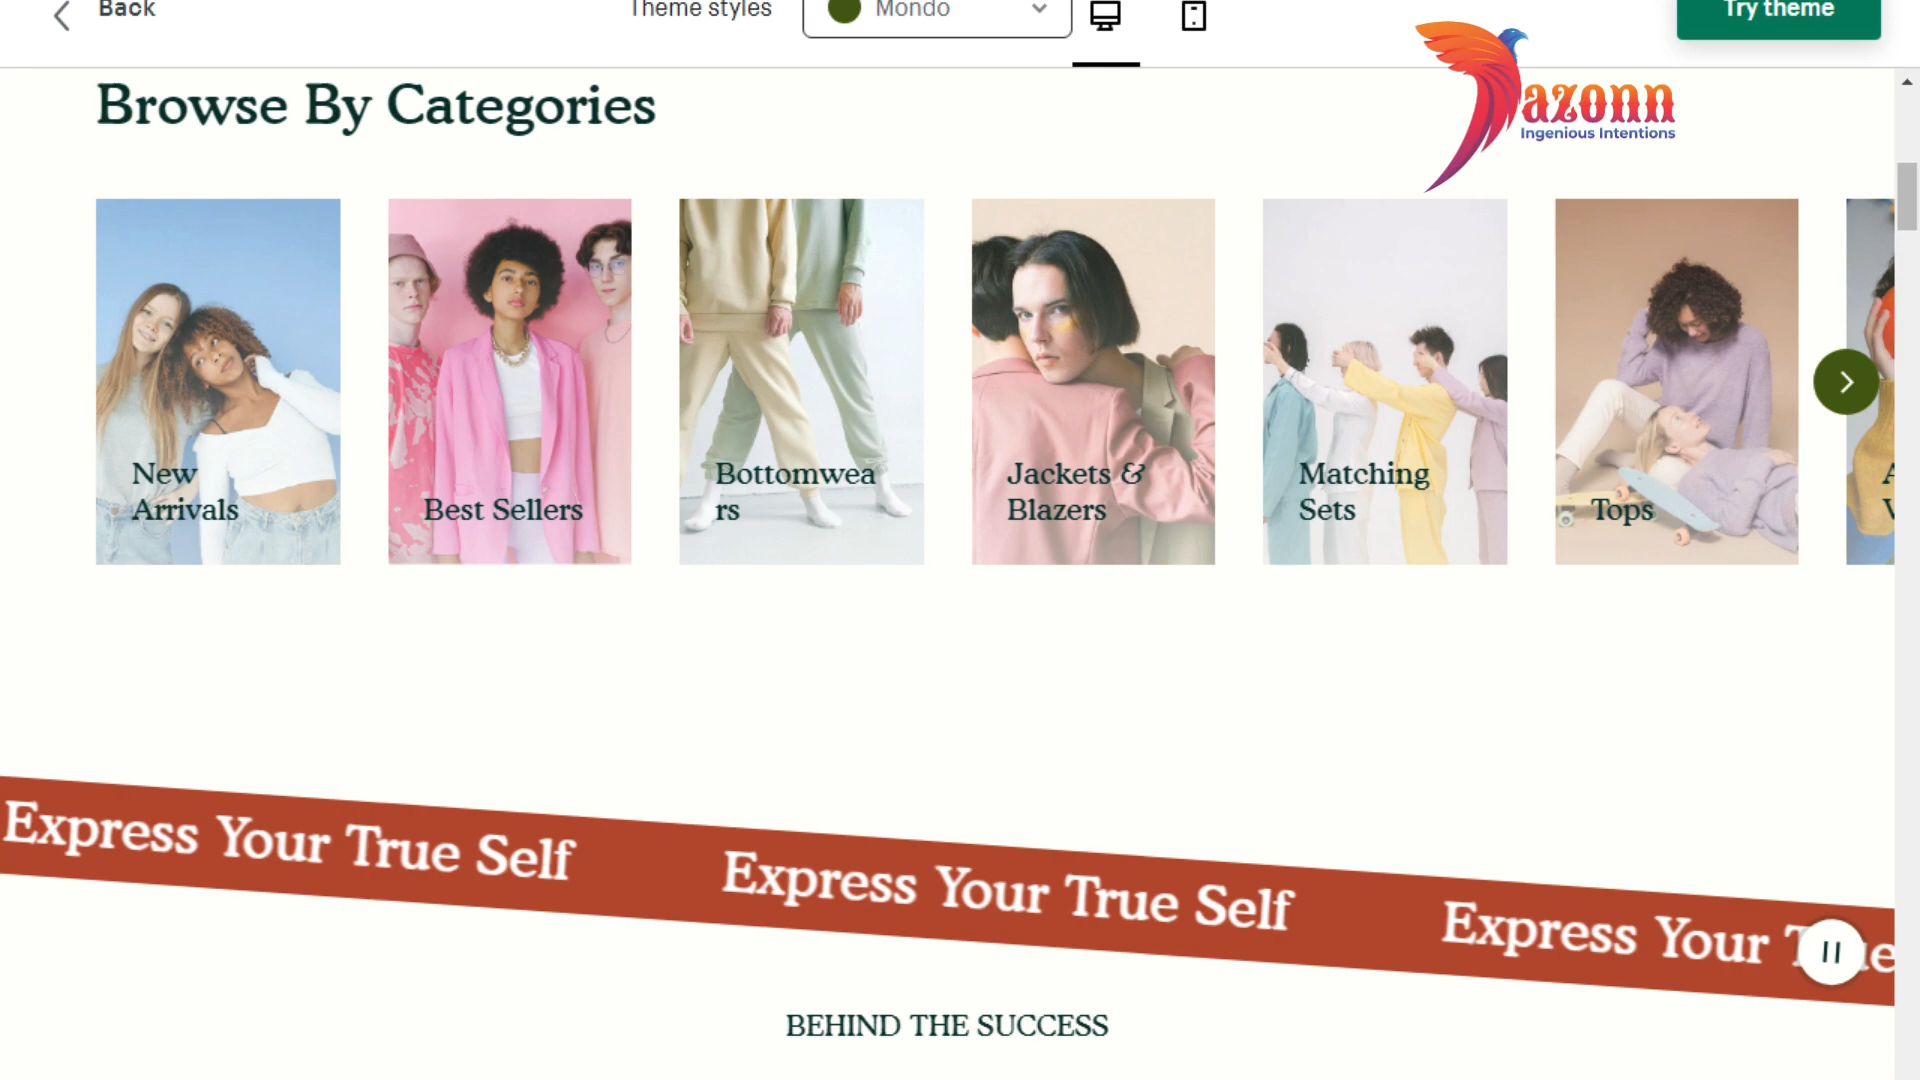 Back
Theme styles
Mondo
Try theme
Browse By Categories
azonn
Ingenious Intentions
New
Arrivals
Best Sellers
Bottomwea
rs
Jackets &
Blazers
Matching
Sets
Tops
Express Your True Self
Express Your True Self
Express Your
BEHIND THE SUCCESS